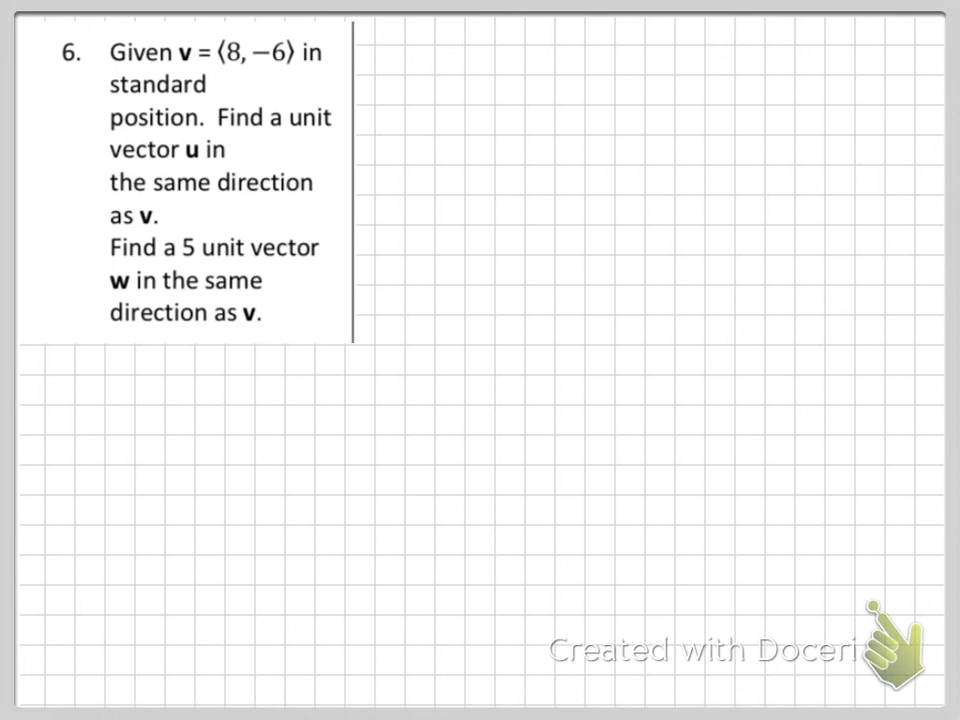 6. Given v = ⟨8, −6⟩ in
standard
position. Find a unit
vector u in
the same direction
as v.
Find a 5 unit vector
w in the same
direction as v.
Created with Doceri